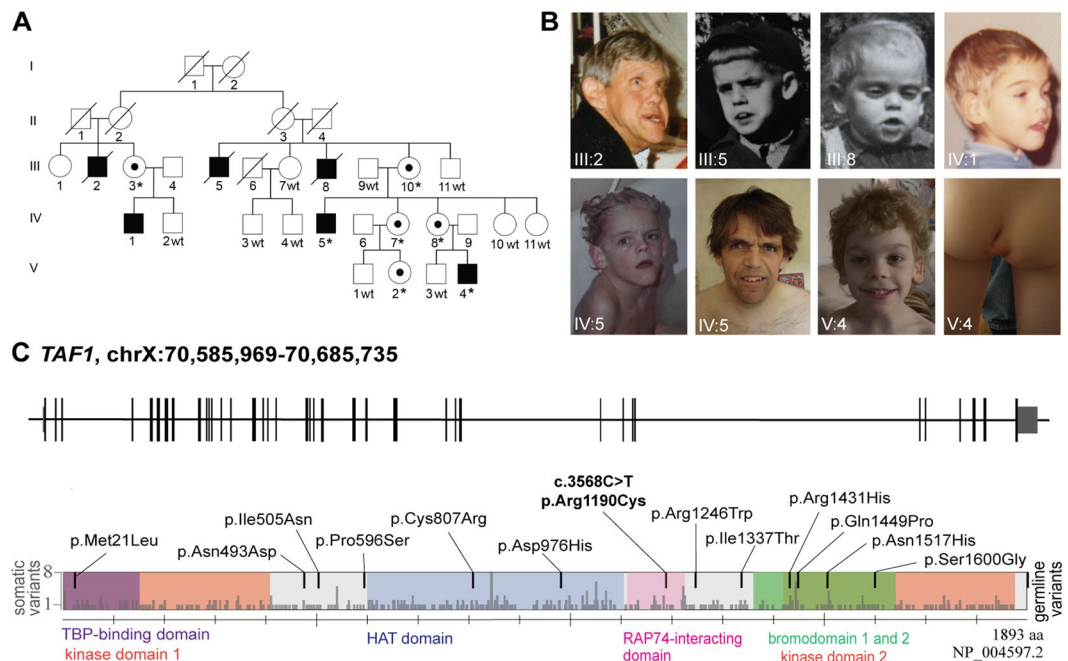 A
I
1 2
II
1 2 3 4
III
1 2 3* 4 5 6 7wt 8 9wt 10* 11wt
IV
1 2wt 3wt 4wt 5* 6 7* 8* 9 10wt 11wt
V
1wt 2* 3wt 4*
B
III:2 III:5 III:8 IV:1
IV:5 IV:5 V:4 V:4
C TAF1, chrX:70,585,969-70,685,735
c.3568C>T
p.Arg1190Cys
p.Met21Leu
p.Asn493Asp
p.Ile505Asn
p.Pro596Ser
p.Cys807Arg
p.Asp976His
p.Arg1246Trp
p.Ile1337Thr
p.Arg1431His
p.Gln1449Pro
p.Asn1517His
p.Ser1600Gly
somatic
variants
8
1
germline
variants
TBP-binding domain
kinase domain 1
HAT domain
RAP74-interacting
domain
bromodomain 1 and 2
kinase domain 2
1893 aa
NP_004597.2